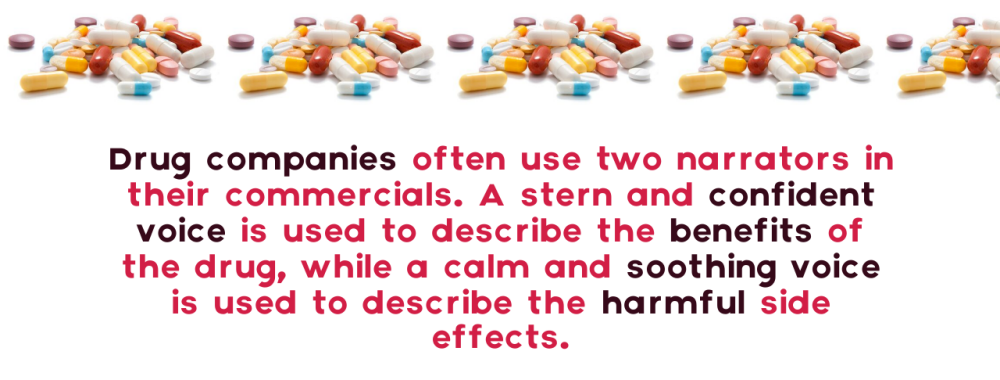 Drug companies often use two narrators in
their commercials. A stern and confident
voice is used to describe the benefits of
the drug, while a calm and soothing voice
is used to describe the harmful side
effects.